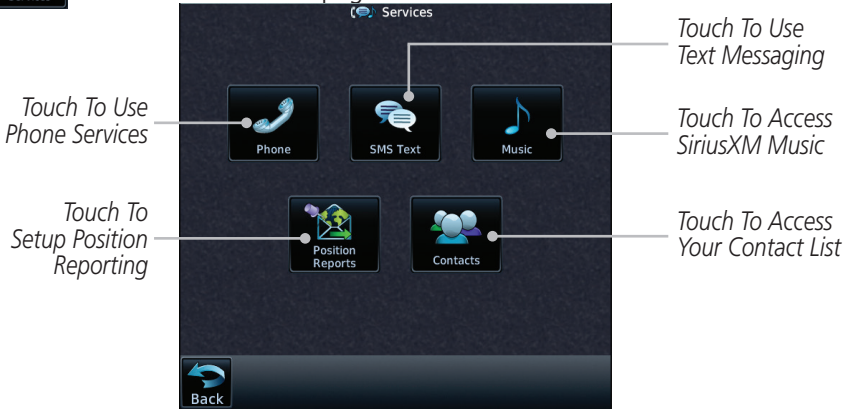 Services
Touch To Use
Text Messaging
Touch To Use
Phone Services
Phone
SMS Text
Music
Touch To Access
SiriusXM Music
Touch To
Setup Position
Reporting
Position
Reports
Contacts
Touch To Access
Your Contact List
Back